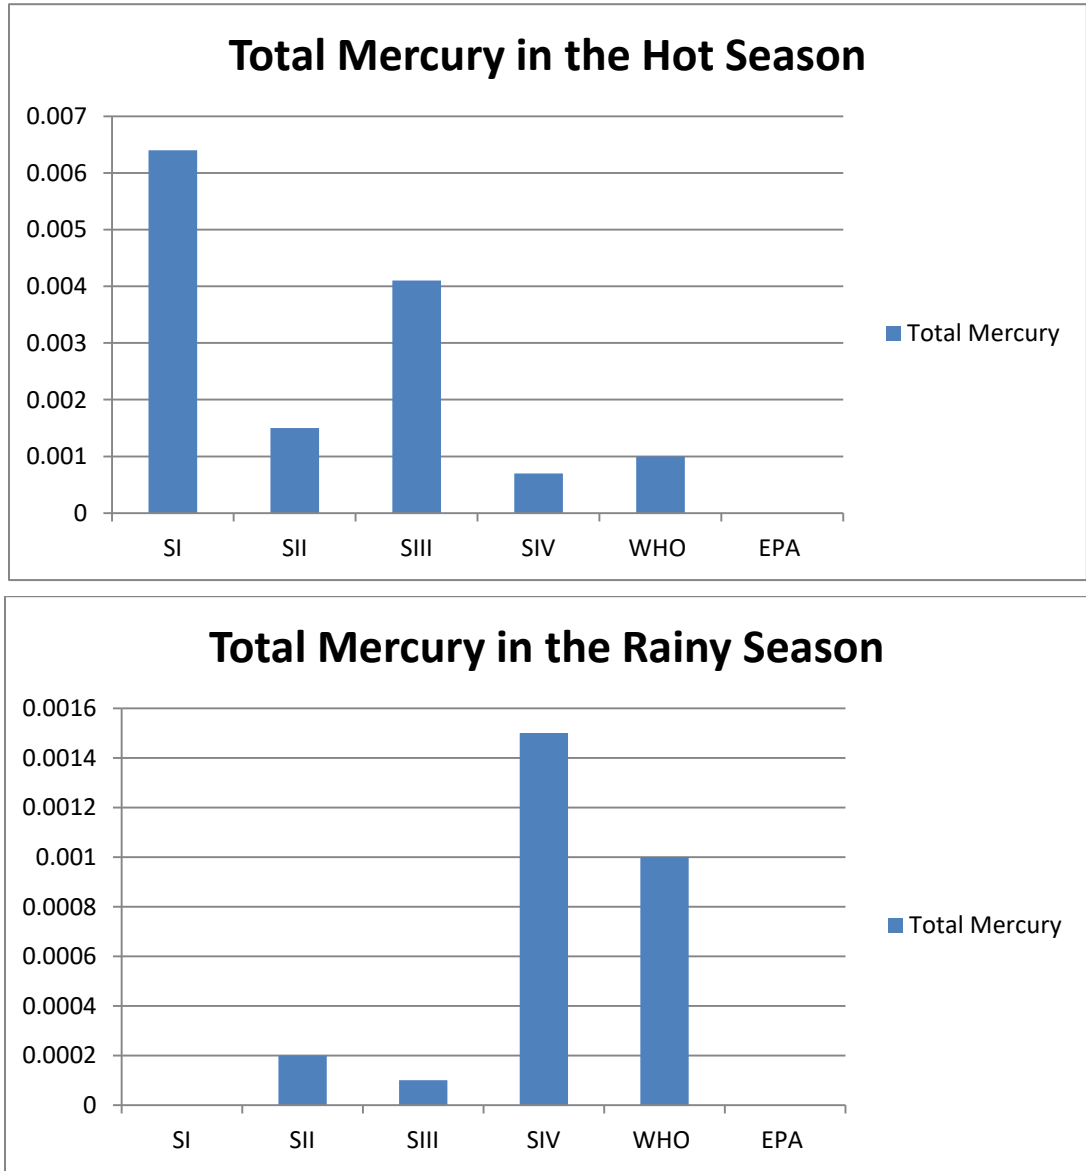 Total Mercury in the Hot Season
0.007
0.006
0.005
0.004
0.003
0.002
0.001
0
SI SII SIII SIV WHO EPA
Total Mercury
Total Mercury in the Rainy Season
0.0016
0.0014
0.0012
0.001
0.0008
0.0006
0.0004
0.0002
0
SI SII SIII SIV WHO EPA
Total Mercury